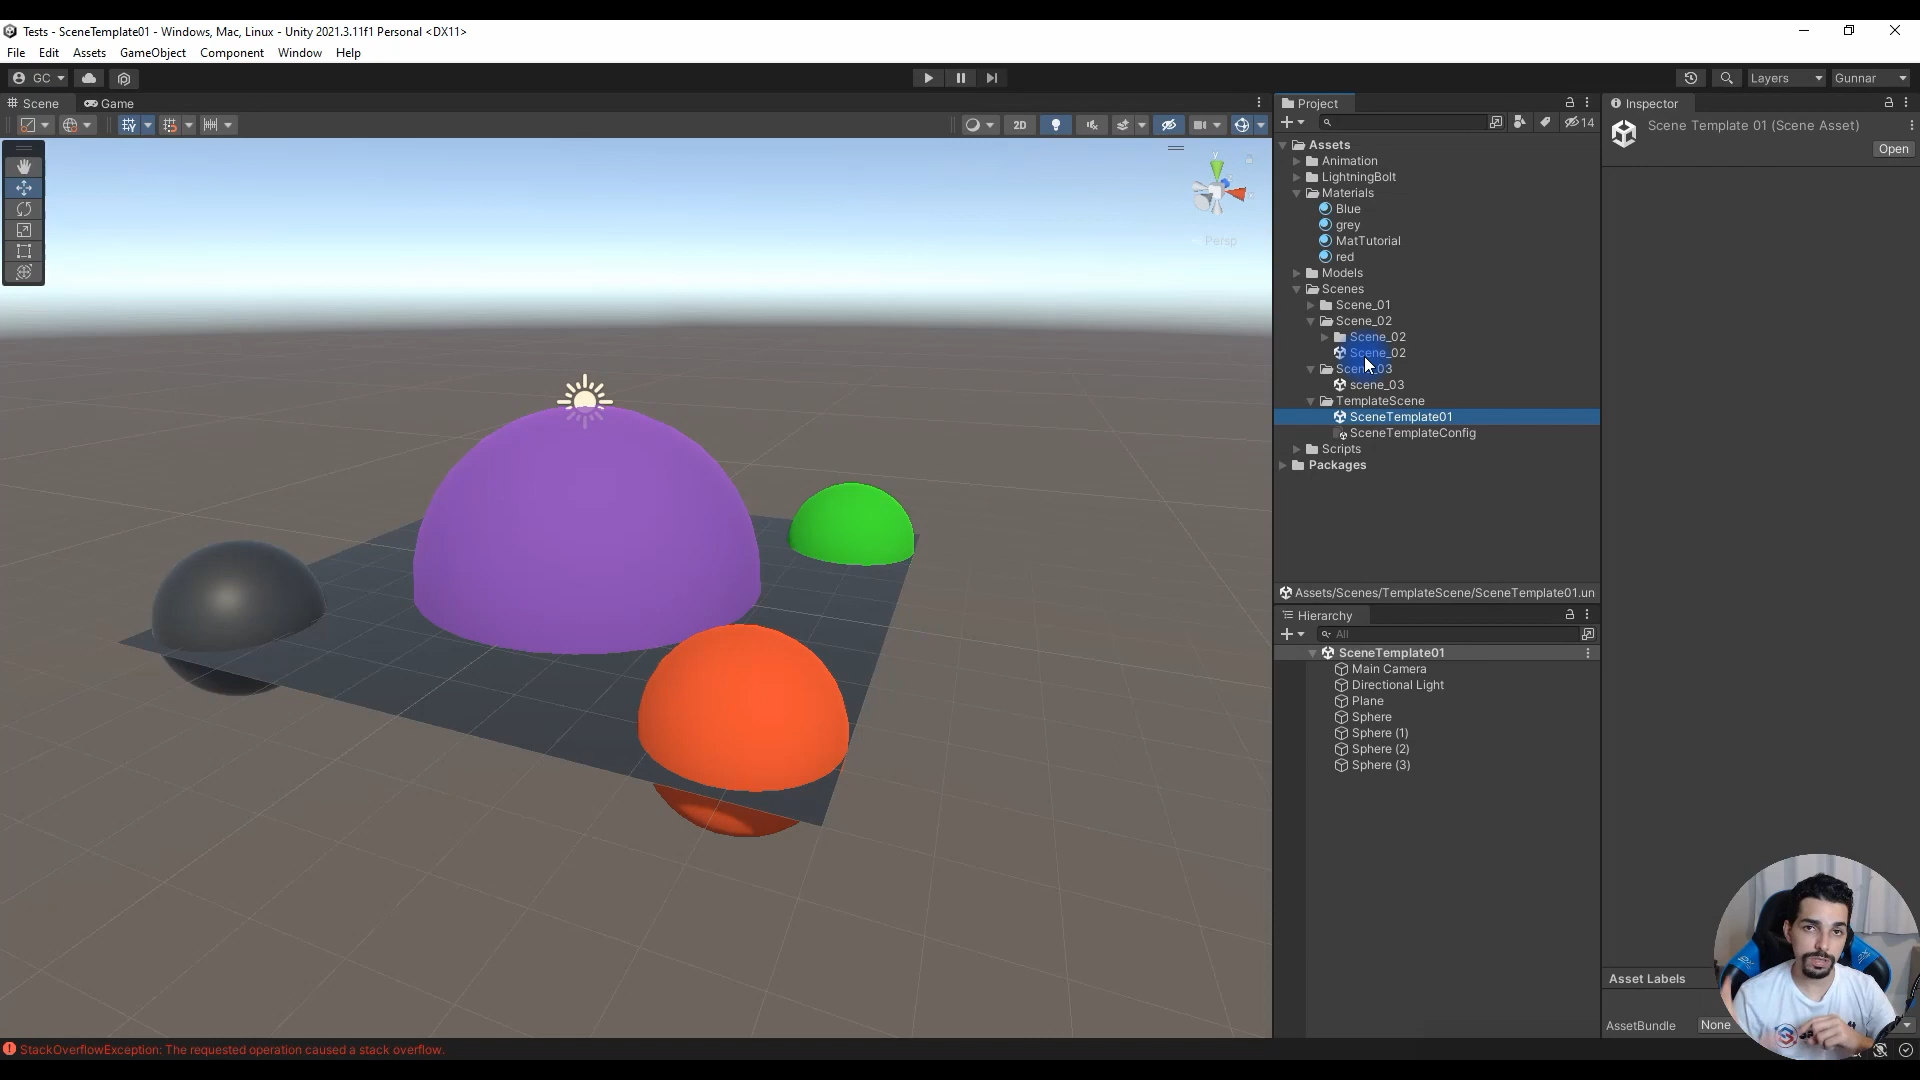 Tests - SceneTemplate01 - Windows, Mac, Linux - Unity 2021.3.11f1 Personal <DX11>
File Edit Assets GameObject Component Window Help
GC Layers Gunnar
Scene Game
2D
Persp
y
Project
14
Assets
Animation
LightningBolt
Materials
Blue
grey
MatTutorial
red
Models
Scenes
Scene_01
Scene_02
Scene_02
Scene_02
Scene_03
scene_03
TemplateScene
SceneTemplate01
SceneTemplateConfig
Scripts
Packages
Assets/Scenes/TemplateScene/SceneTemplate01.un
Hierarchy
All
SceneTemplate01
Main Camera
Directional Light
Plane
Sphere
Sphere (1)
Sphere (2)
Sphere (3)
Inspector
Scene Template 01 (Scene Asset)
Open
Asset Labels
AssetBundle None
StackOverflowException: The requested operation caused a stack overflow.